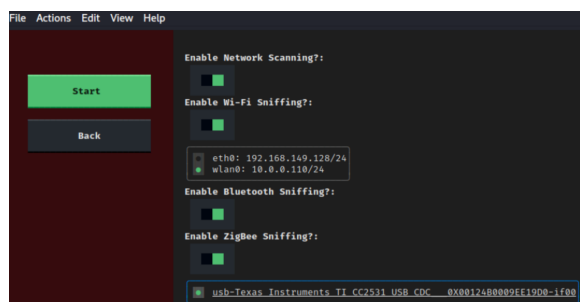 File Actions Edit View Help
Start
Back
Enable Network Scanning?:
Enable Wi-Fi Sniffing?:
eth0: 192.168.149.128/24
wlan0: 10.0.0.110/24
Enable Bluetooth Sniffing?:
Enable ZigBee Sniffing?:
usb-Texas Instruments TI CC2531 USB CDC   0X00124B0009EE19D0-if00